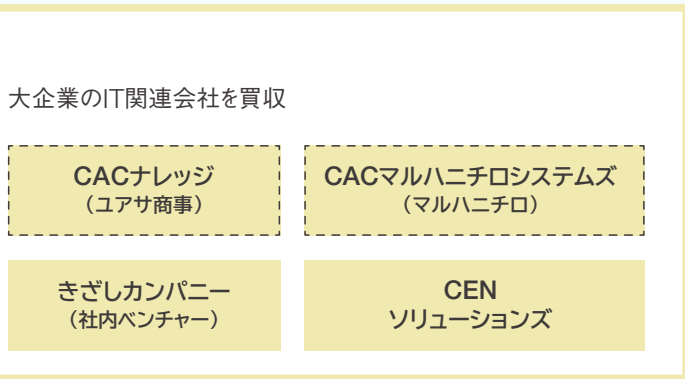 大企業のIT関連会社を買収
CACナレッジ
（ユアサ商事）
CACマルハニチロシステムズ
（マルハニチロ）
きざしカンパニー
（社内ベンチャー）
CEN
ソリューションズ